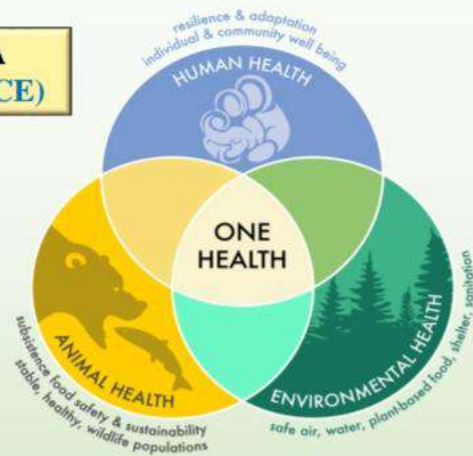 A
CE)
resilience & adaptation
individual & community well being
HUMAN HEALTH
ONE
HEALTH
ANIMAL HEALTH
subsistence food safety & sustainability
stable, healthy, wildlife populations
ENVIRONMENTAL HEALTH
safe air, water, plant-based food, shelter, sanitation